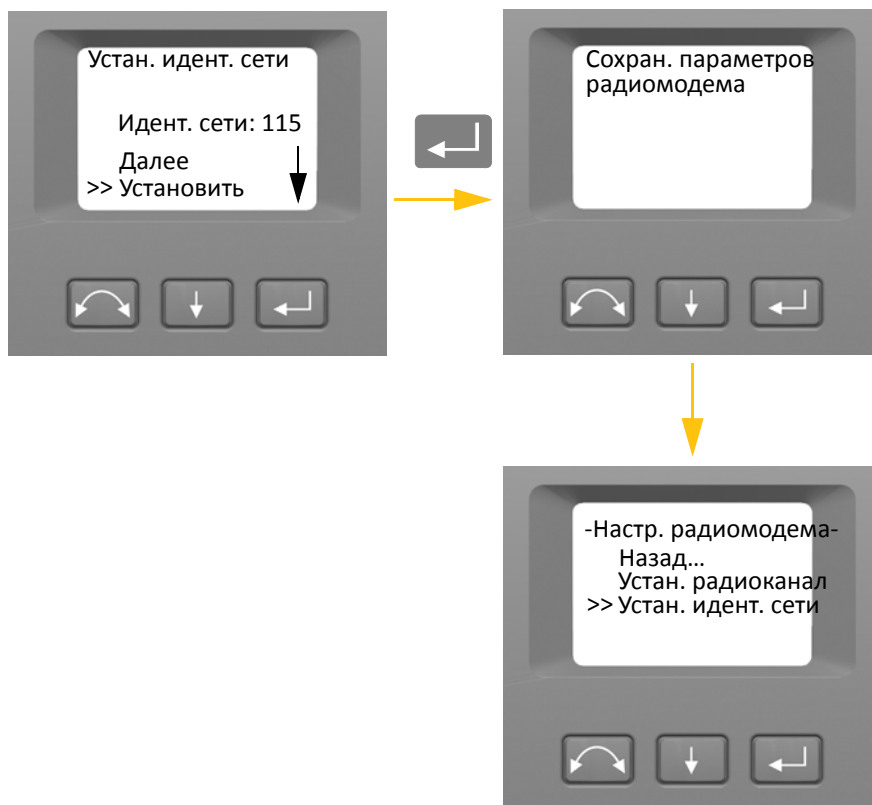 Устан. идент. сети
Идент. сети: 115
Далее
>> Установить
Сохран. параметров
радиомодема
-Настр. радиомодема-
Назад...
Устан. радиоканал
>> Устан. идент. сети